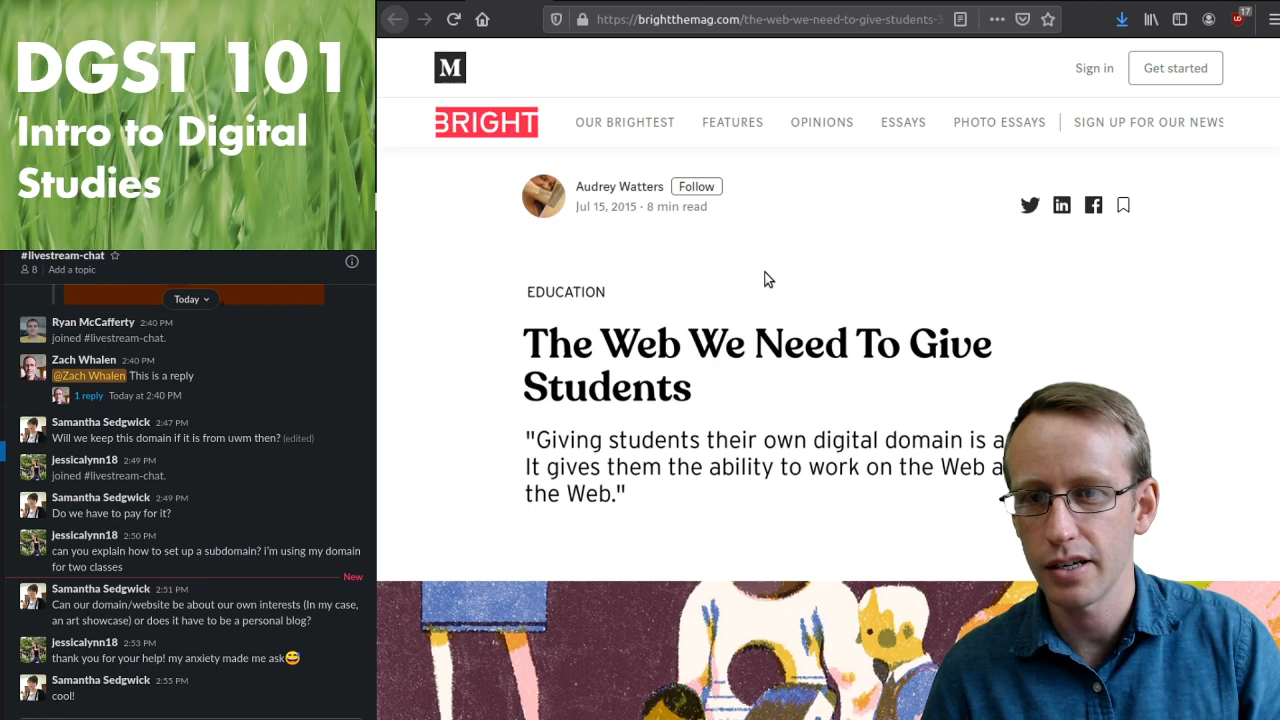 DGST 101
Intro to Digital
Studies
#livestream-chat
8 Add a topic
Today
Ryan McCafferty 2:40 PM
joined #livestream-chat.
Zach Whalen 2:40 PM
@Zach Whalen This is a reply
1 reply Today at 2:40 PM
Samantha Sedgwick 2:47 PM
Will we keep this domain if it is from uwm then? (edited)
jessicalynn18 2:49 PM
joined #livestream-chat.
Samantha Sedgwick 2:49 PM
Do we have to pay for it?
jessicalynn18 2:50 PM
can you explain how to set up a subdomain? i'm using my domain
for two classes
New
Samantha Sedgwick 2:51 PM
Can our domain/website be about our own interests (In my case,
an art showcase) or does it have to be a personal blog?
jessicalynn18 2:53 PM
thank you for your help! my anxiety made me ask😅
Samantha Sedgwick 2:55 PM
cool!
https://brightthemag.com/the-web-we-need-to-give-students-3
17
M
Sign in
Get started
BRIGHT
OUR BRIGHTEST FEATURES OPINIONS ESSAYS PHOTO ESSAYS SIGN UP FOR OUR NEWS
Audrey Watters Follow
Jul 15, 2015 · 8 min read
EDUCATION
The Web We Need To Give
Students
"Giving students their own digital domain is a
It gives them the ability to work on the Web a
the Web."